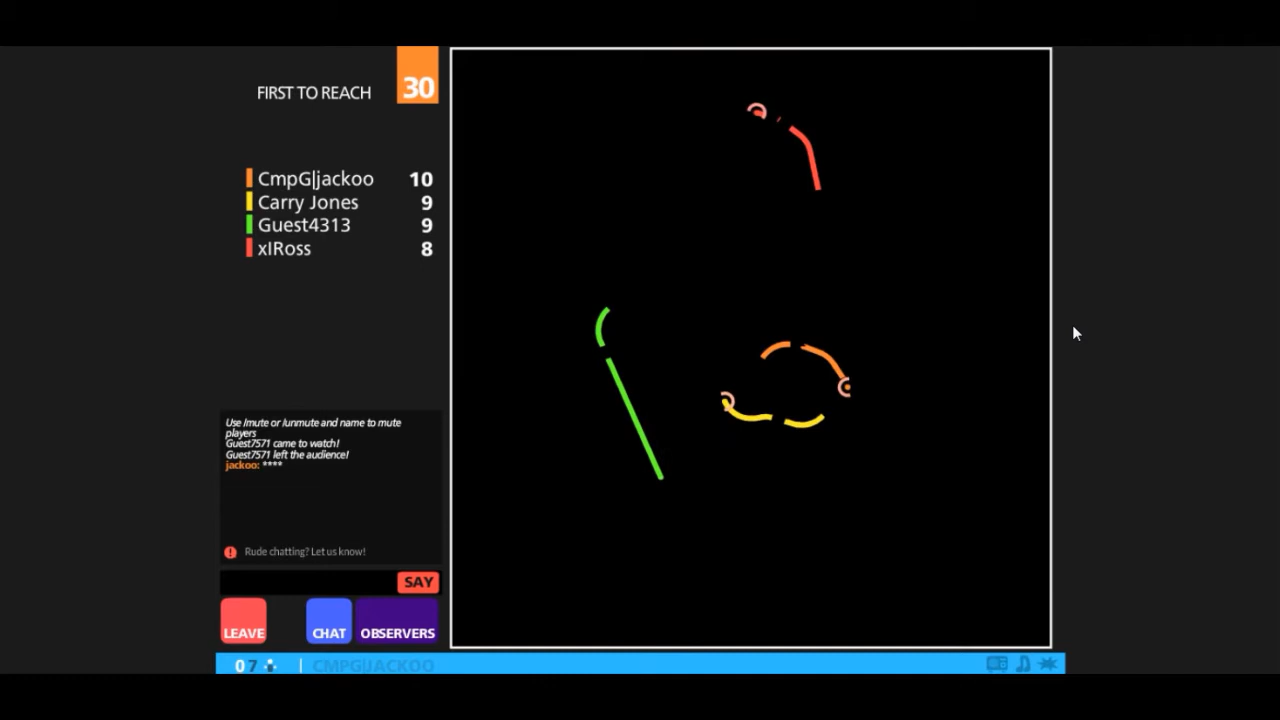 FIRST TO REACH 30
CmpG|jackoo 10
Carry Jones 9
Guest4313 9
xIRoss 8
Use /mute or /unmute and name to mute
players
Guest7571 came to watch!
Guest7571 left the audience!
jackoo: ****
Rude chatting? Let us know!
SAY
LEAVE CHAT OBSERVERS
07 | CMPG|JACKOO